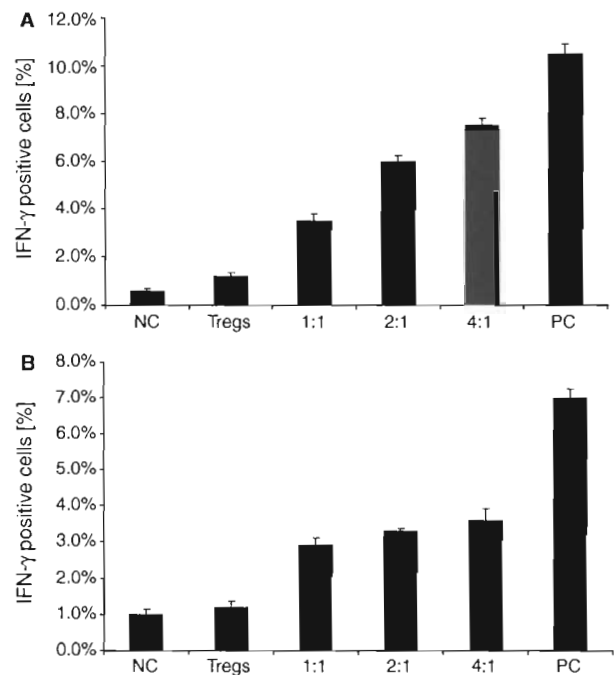 A
IFN-γ positive cells [%]
12.0%
10.0%
8.0%
6.0%
4.0%
2.0%
0.0%
NC Tregs 1:1 2:1 4:1 PC
B
IFN-γ positive cells [%]
8.0%
7.0%
6.0%
5.0%
4.0%
3.0%
2.0%
1.0%
0.0%
NC Tregs 1:1 2:1 4:1 PC